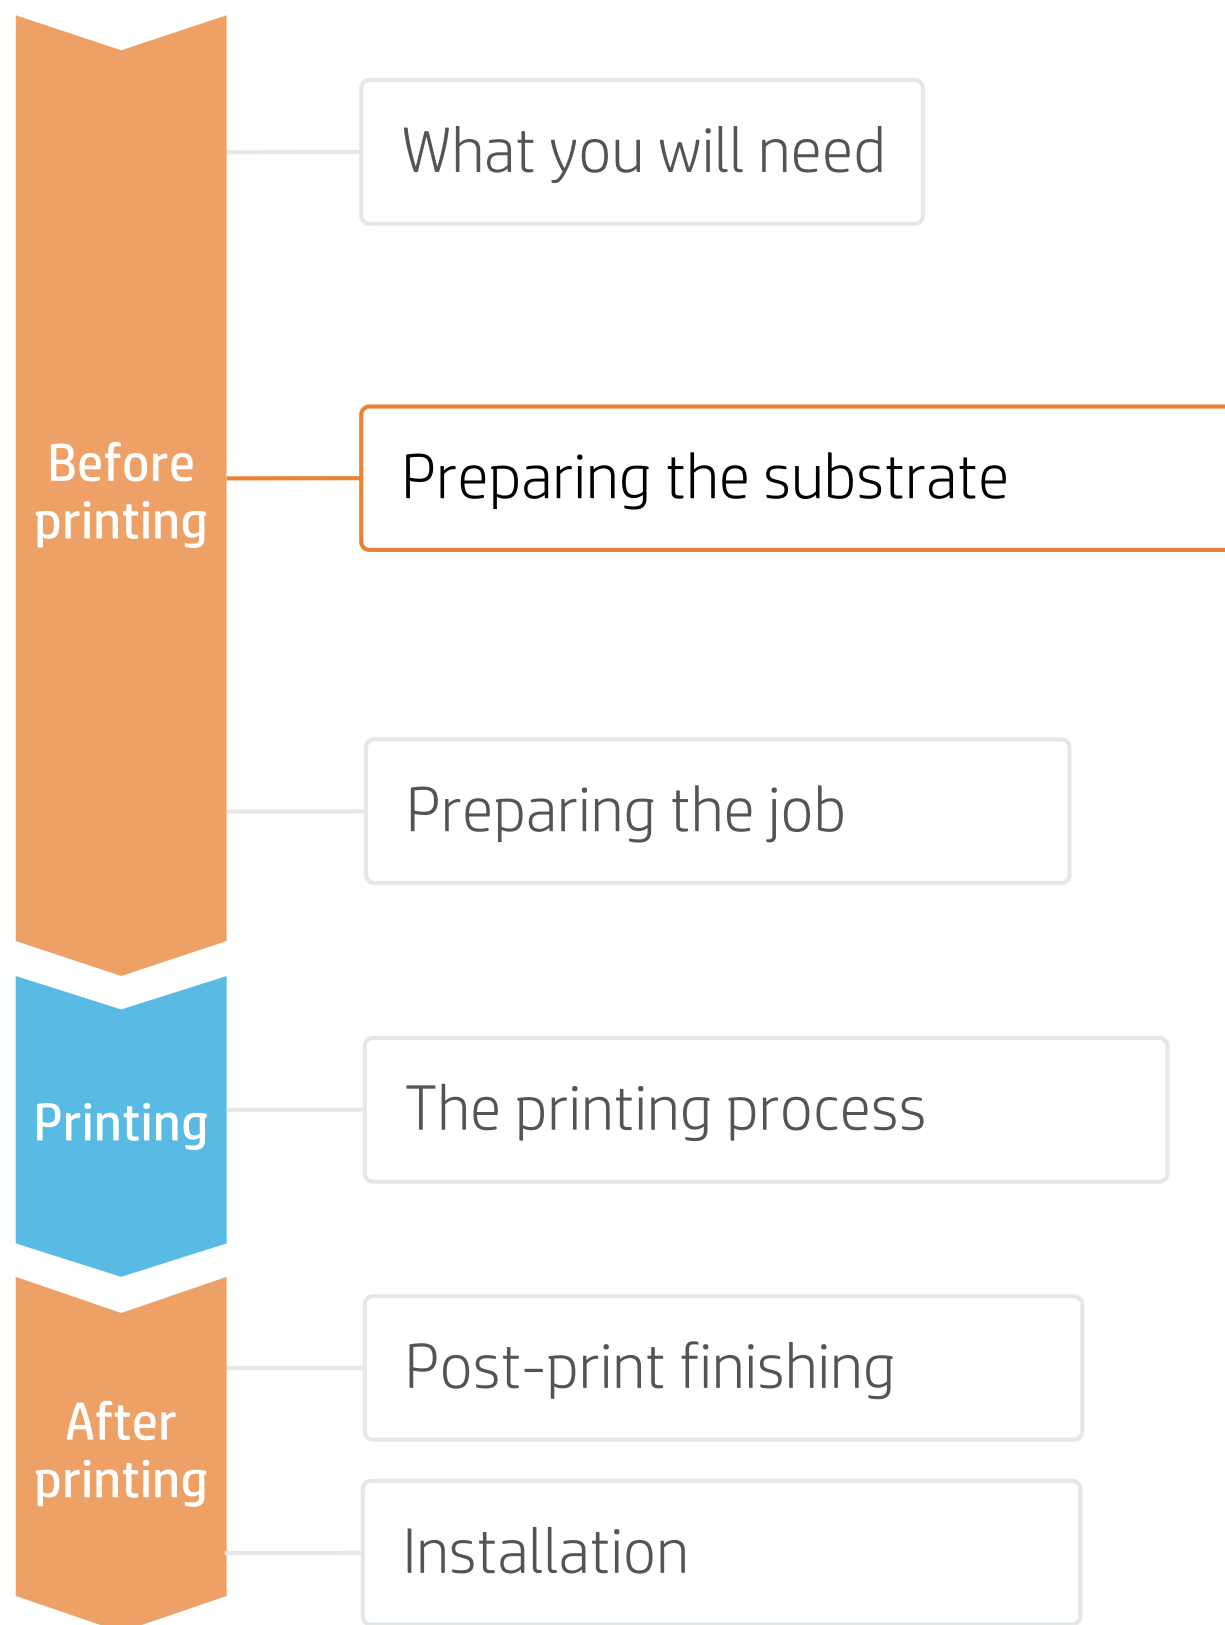 What you will need
Before
printing
Preparing the substrate
Preparing the job
Printing
The printing process
After
printing
Post-print finishing
Installation